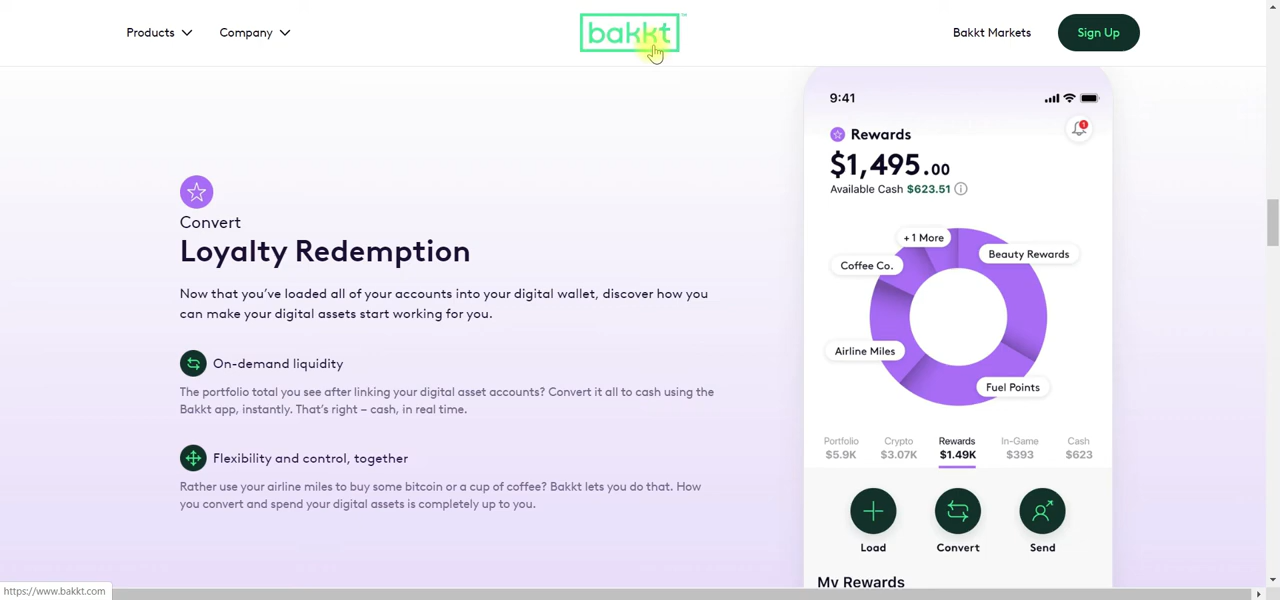 Products Company bakkt™ Bakkt Markets Sign Up
Convert
Loyalty Redemption
Now that you’ve loaded all of your accounts into your digital wallet, discover how you
can make your digital assets start working for you.
On-demand liquidity
The portfolio total you see after linking your digital asset accounts? Convert it all to cash using the
Bakkt app, instantly. That’s right – cash, in real time.
Flexibility and control, together
Rather use your airline miles to buy some bitcoin or a cup of coffee? Bakkt lets you do that. How
you convert and spend your digital assets is completely up to you.
9:41
1
Rewards
$1,495.00
Available Cash $623.51
+ 1 More
Beauty Rewards
Coffee Co.
Airline Miles
Fuel Points
Portfolio Crypto Rewards In-Game Cash
$5.9K $3.07K $1.49K $393 $623
Load Convert Send
My Rewards
https://www.bakkt.com